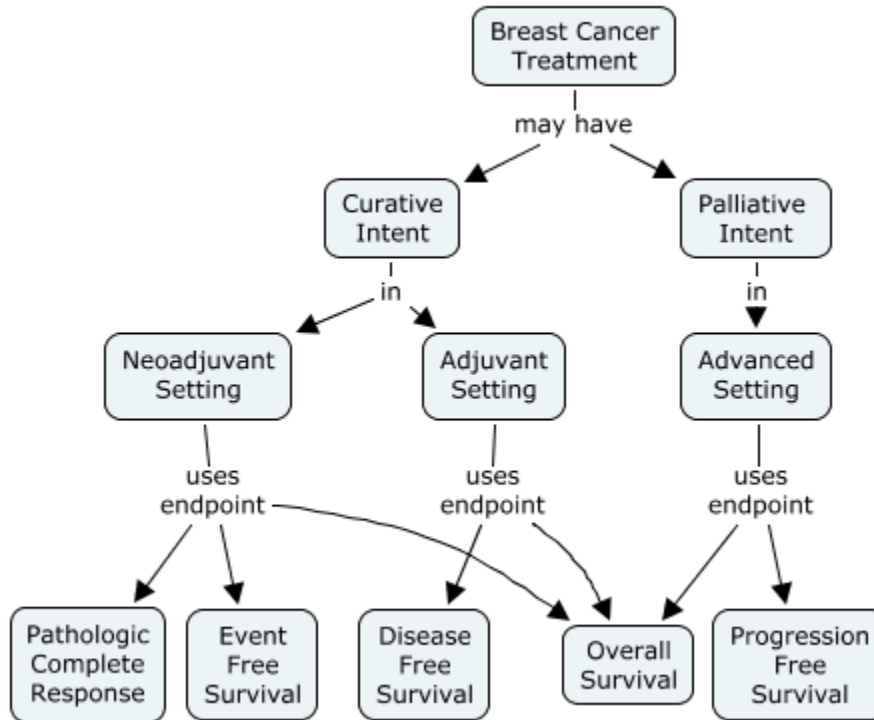 Breast Cancer
Treatment
may have
Curative
Intent
Palliative
Intent
in
in
Neoadjuvant
Setting
Adjuvant
Setting
Advanced
Setting
uses
endpoint
uses
endpoint
uses
endpoint
Pathologic
Complete
Response
Event
Free
Survival
Disease
Free
Survival
Overall
Survival
Progression
Free
Survival